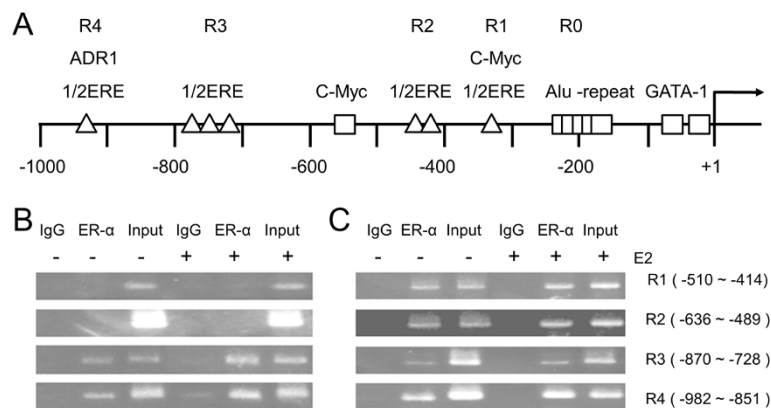 A
R4 R3 R2 R1 R0
ADR1 C-Myc
1/2ERE 1/2ERE C-Myc 1/2ERE 1/2ERE Alu -repeat GATA-1
-1000 -800 -600 -400 -200 +1
B
IgG ER-α Input IgG ER-α Input
- - - + + +
C
IgG ER-α Input IgG ER-α Input
- - - + + + E2
R1 ( -510 ~ -414)
R2 ( -636 ~ -489)
R3 ( -870 ~ -728 )
R4 ( -982 ~ -851)